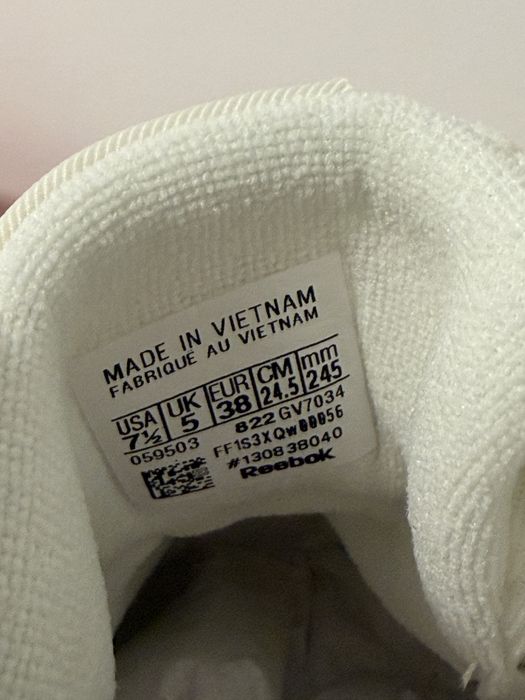 MADE IN VIETNAM
FABRIQUE AU VIETNAM
USA UK EUR CM mm
7½ 5 38 24.5 245
059503 822 GV7034
FF1S3XQw00056
#130838040
Reebok